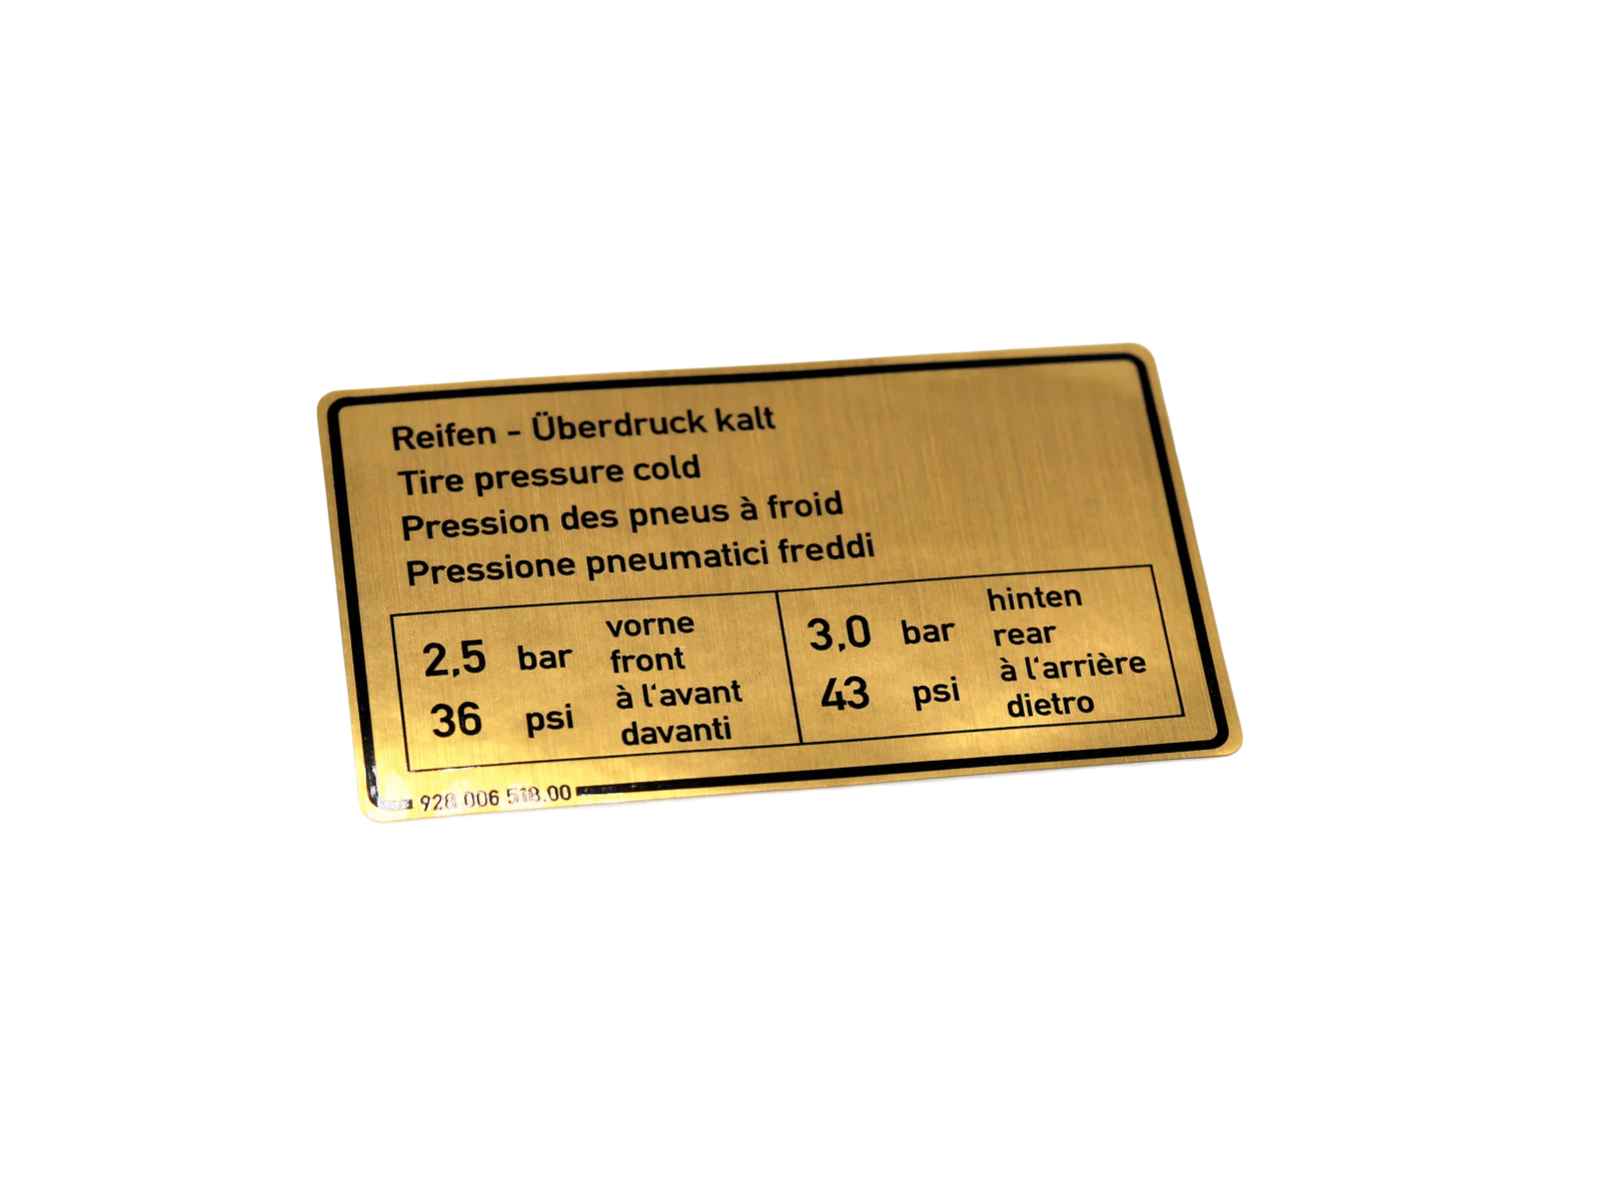 Reifen - Überdruck kalt
Tire pressure cold
Pression des pneus à froid
Pressione pneumatici freddi
2,5 bar
36 psi
vorne
front
à l‘avant
davanti
3,0 bar
43 psi
hinten
rear
à l‘arrière
dietro
928 006 518.00